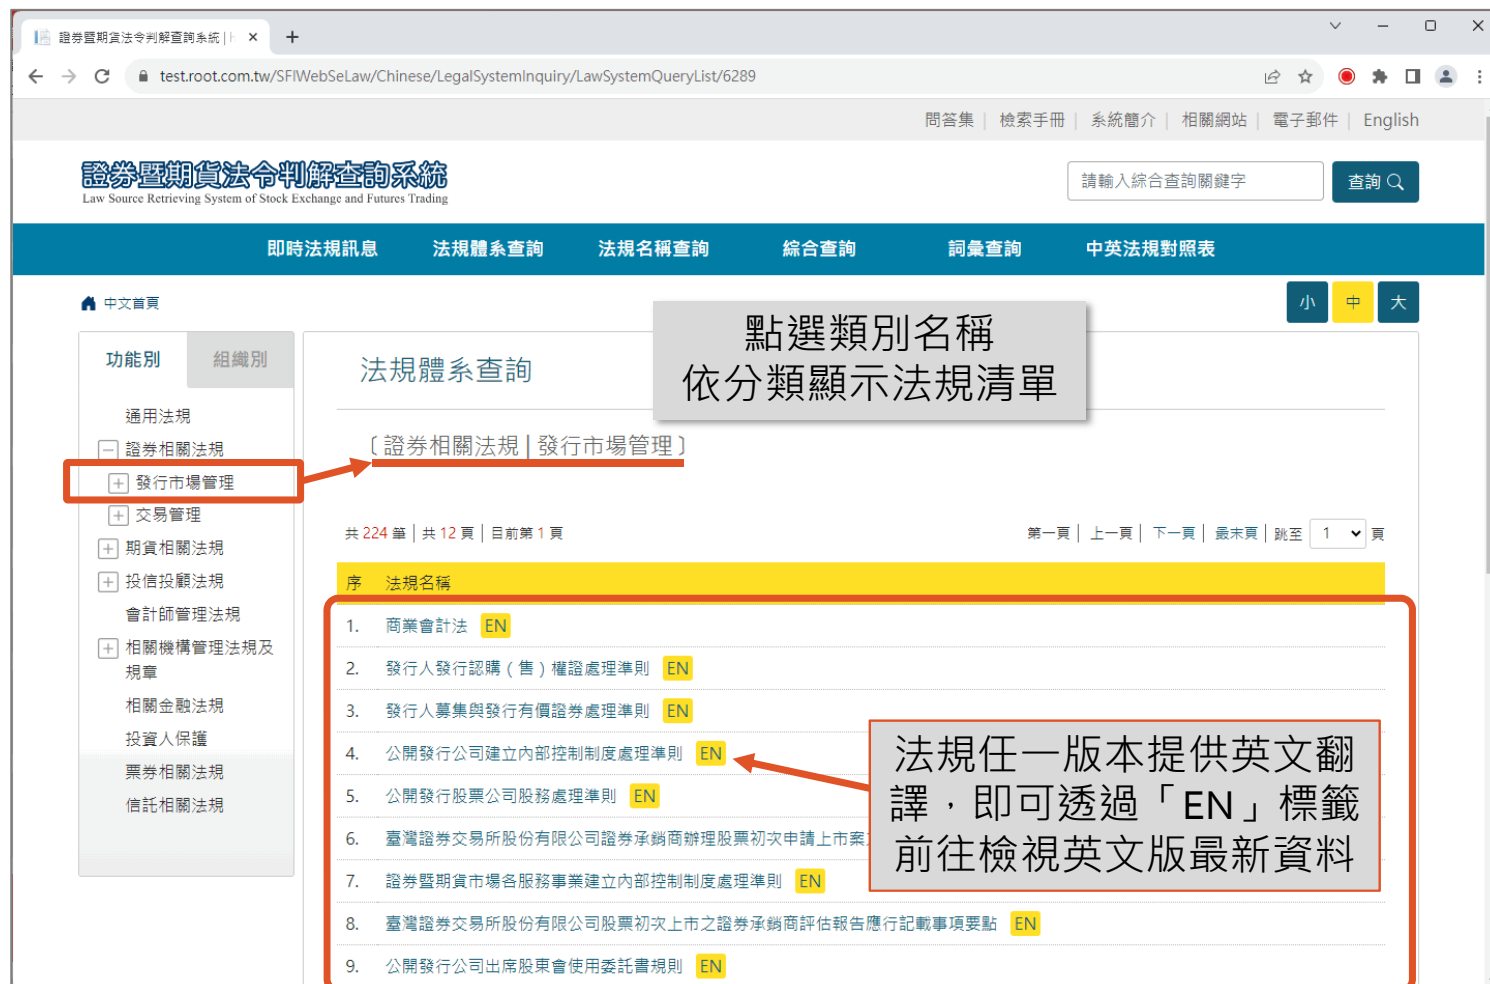 證券暨期貨法令判解查詢系統 | H
test.root.com.tw/SFIWebSeLaw/Chinese/LegalSystemInquiry/LawSystemQueryList/6289
問答集 | 檢索手冊 | 系統簡介 | 相關網站 | 電子郵件 | English
證券暨期貨法令判解查詢系統
Law Source Retrieving System of Stock Exchange and Futures Trading
請輸入綜合查詢關鍵字
查詢
即時法規訊息 法規體系查詢 法規名稱查詢 綜合查詢 詞彙查詢 中英法規對照表
中文首頁
小 中 大
點選類別名稱
依分類顯示法規清單
功能別 組織別
通用法規
證券相關法規
發行市場管理
交易管理
期貨相關法規
投信投顧法規
會計師管理法規
相關機構管理法規及
規章
相關金融法規
投資人保護
票券相關法規
信託相關法規
法規體系查詢
〔證券相關法規 | 發行市場管理〕
共 224 筆 | 共 12 頁 | 目前第 1 頁
第一頁 | 上一頁 | 下一頁 | 最末頁 | 跳至 1 頁
序 法規名稱
1. 商業會計法 EN
2. 發行人發行認購（售）權證處理準則 EN
3. 發行人募集與發行有價證券處理準則 EN
4. 公開發行公司建立內部控制制度處理準則 EN
5. 公開發行股票公司股務處理準則 EN
6. 臺灣證券交易所股份有限公司證券承銷商辦理股票初次申請上市案
7. 證券暨期貨市場各服務事業建立內部控制制度處理準則 EN
8. 臺灣證券交易所股份有限公司股票初次上市之證券承銷商評估報告應行記載事項要點 EN
9. 公開發行公司出席股東會使用委託書規則 EN
法規任一版本提供英文翻
譯，即可透過「EN」標籤
前往檢視英文版最新資料